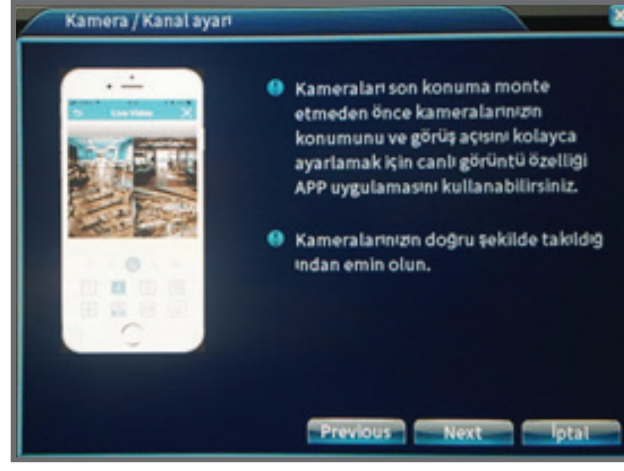 Kamera / Kanal ayarı
Live Video
Kameraları son konuma monte
etmeden önce kameralarınızın
konumunu ve görüş açısını kolayca
ayarlamak için canlı görüntü özelliği
APP uygulamasını kullanabilirsiniz.
Kameralarınızın doğru şekilde takıldığ
ından emin olun.
Previous Next İptal